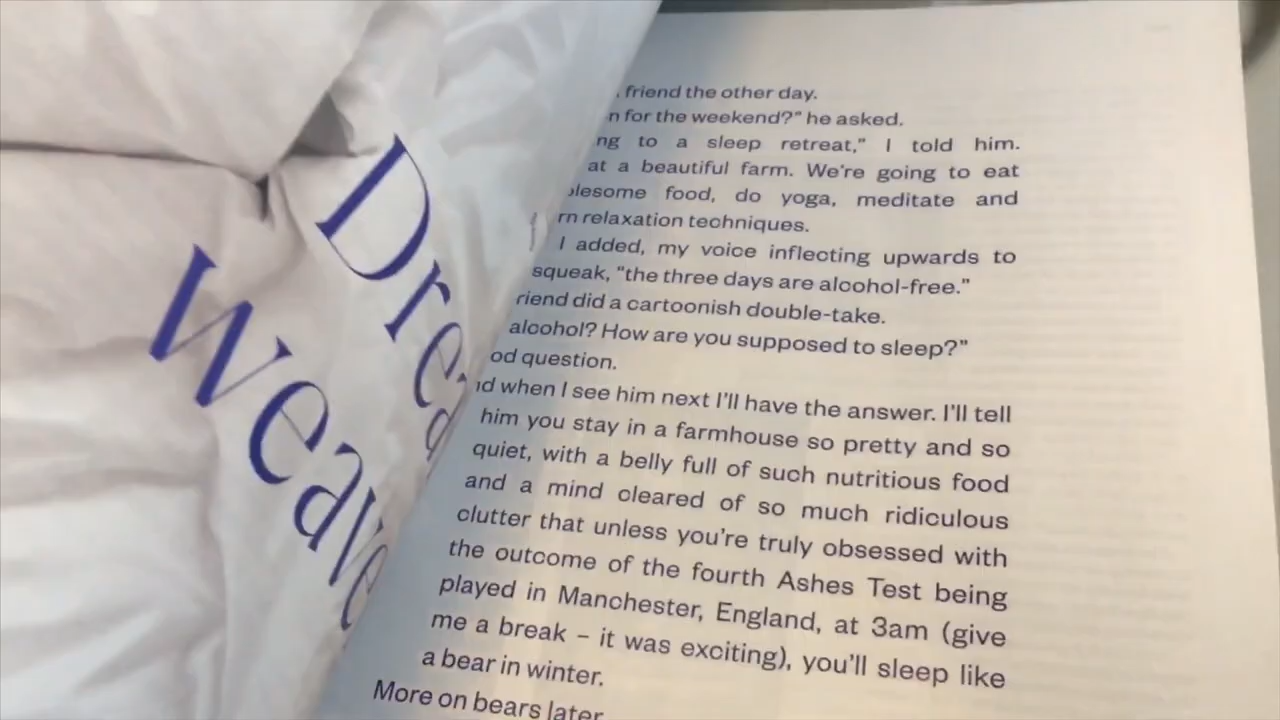 Drea
weave
friend the other day.
for the weekend?" he asked.
to a sleep retreat," I told him.
at a beautiful farm. We're going to eat
food, do yoga, meditate and
relaxation techniques.
I added, my voice inflecting upwards to
squeak, "the three days are alcohol-free."
riend did a cartoonish double-take.
alcohol? How are you supposed to sleep?"
od question.
nd when I see him next I'll have the answer. I'll tell
him you stay in a farmhouse so pretty and so
quiet, with a belly full of such nutritious food
and a mind cleared of so much ridiculous
clutter that unless you're truly obsessed with
the outcome of the fourth Ashes Test being
played in Manchester, England, at 3am (give
me a break – it was exciting), you'll sleep like
a bear in winter.
More on bears later